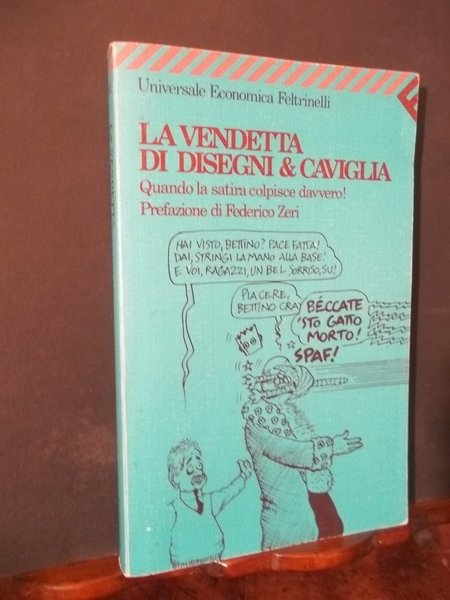 Universale Economica Feltrinelli
LA VENDETTA
DI DISEGNI & CAVIGLIA
Quando la satira colpisce davvero!
Prefazione di Federico Zeri
HAI VISTO, BETTINO? PACE FATTA!
DAI, STRINGI LA MANO ALLA BASE!
E VOI, RAGAZZI, UN BEL SORRISO, SU!
PIACERE,
BETTINO CRAX
BÉCCATE
'STO GATTO
MORTO!
SPAF!